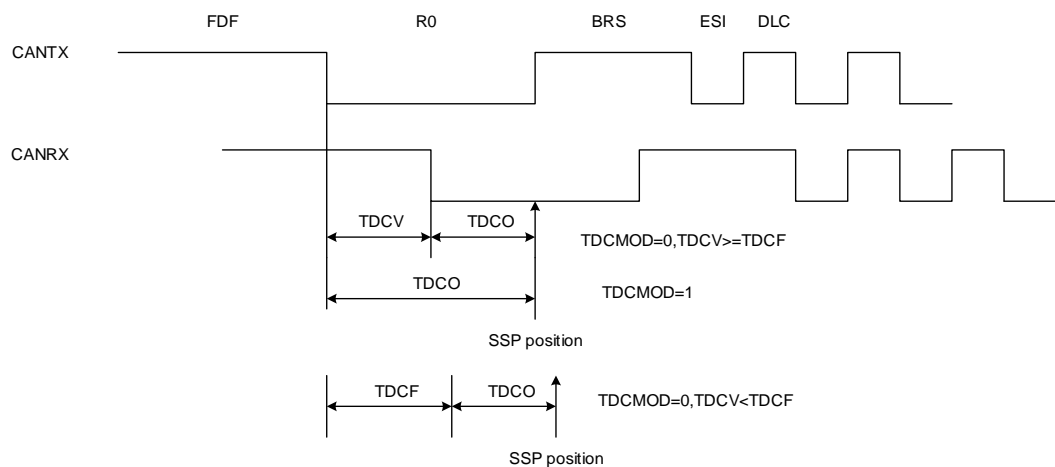 FDF R0 BRS ESI DLC
CANTX
CANRX
TDCV TDCO
TDCMOD=0,TDCV>=TDCF
TDCO
TDCMOD=1
SSP position
TDCF TDCO
TDCMOD=0,TDCV<TDCF
SSP position